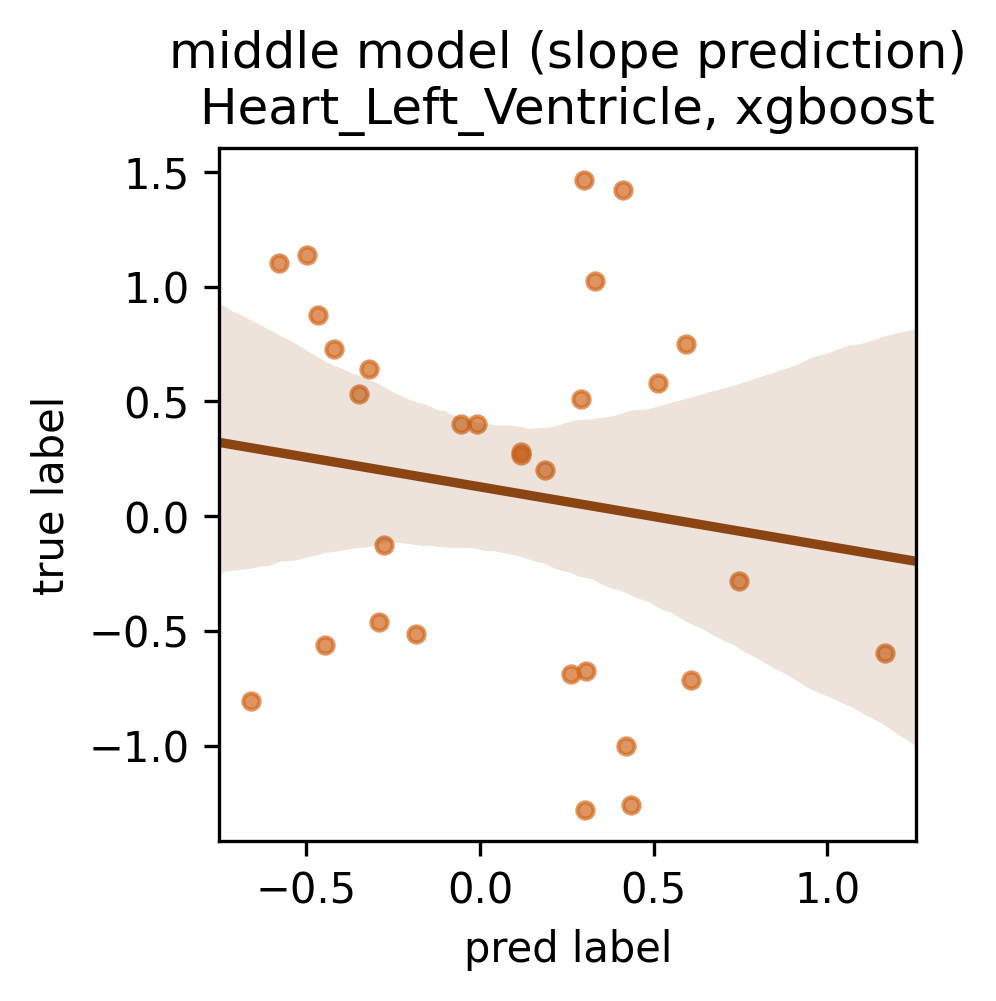 middle model (slope prediction)
Heart_Left_Ventricle, xgboost
1.5
1.0
0.5
0.0
−0.5
−1.0
true label
−0.5 0.0 0.5 1.0
pred label